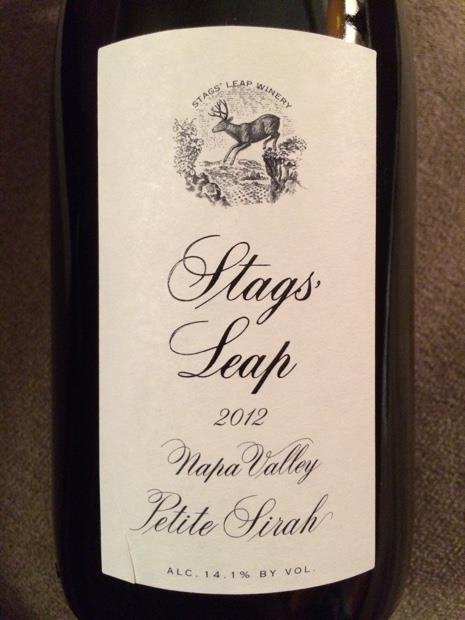 STAGS' LEAP WINERY
Stags'
Leap
2012
Napa Valley
Petite Sirah
ALC. 14.1% BY VOL.